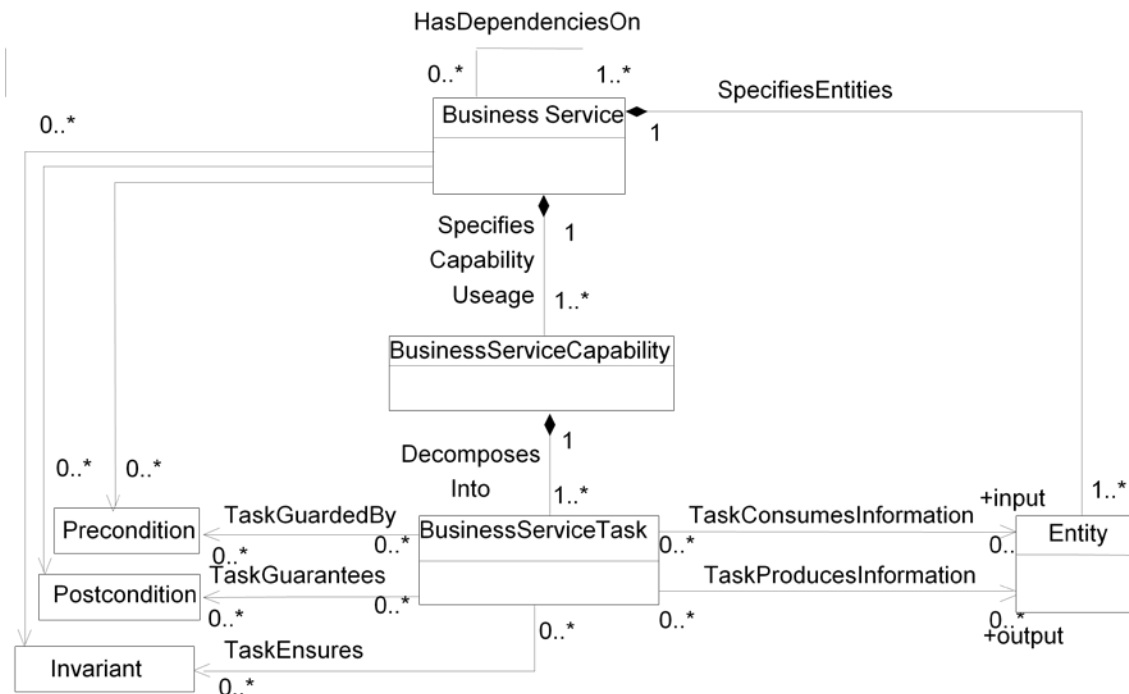 HasDependenciesOn
0..*
1..*
SpecifiesEntities
Business Service
1
0..*
Specifies
1
Capability
Useage
1..*
BusinessServiceCapability
1
Decomposes
0..*
0..*
Into
1..*
1..*
+input
TaskGuardedBy
TaskConsumesInformation
Precondition
BusinessServiceTask
Entity
0..*
0..*
0..*
0..
TaskGuarantees
TaskProducesInformation
Postcondition
0..*
0..*
0..*
0..*
0..*
+output
TaskEnsures
Invariant
0..*